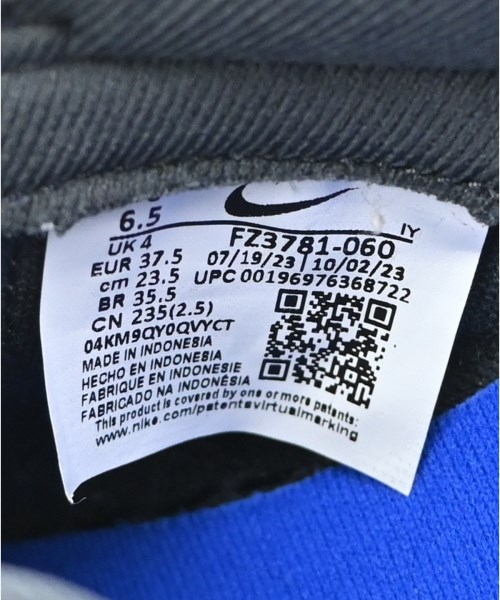 6.5
UK 4
EUR 37.5
cm 23.5
BR 35.5
CN 235(2.5)
04KM9QY0QVYCT
MADE IN INDONESIA
HECHO EN INDONESIA
FABRIQUE EN INDONESIE
FABRICADO NA INDONESIA
This product is covered by one or more patents:
www.nike.com/patentsvirtualmarking
IY
FZ3781-060
07/19/23 | 10/02/23
UPC 00196976368722